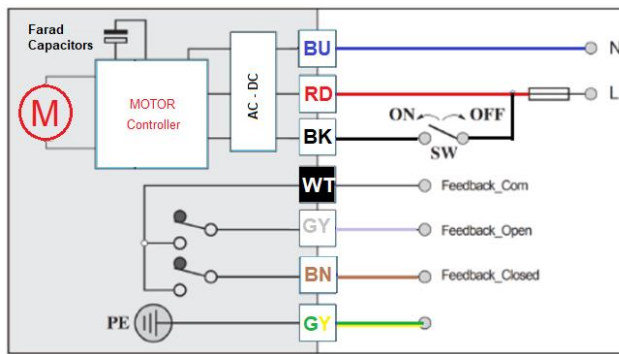 Farad
Capacitors
M
MOTOR
Controller
AC - DC
BU
N
RD
L
ON
OFF
BK
SW
WT
Feedback_Com
GY
Feedback_Open
BN
Feedback_Closed
PE
GY